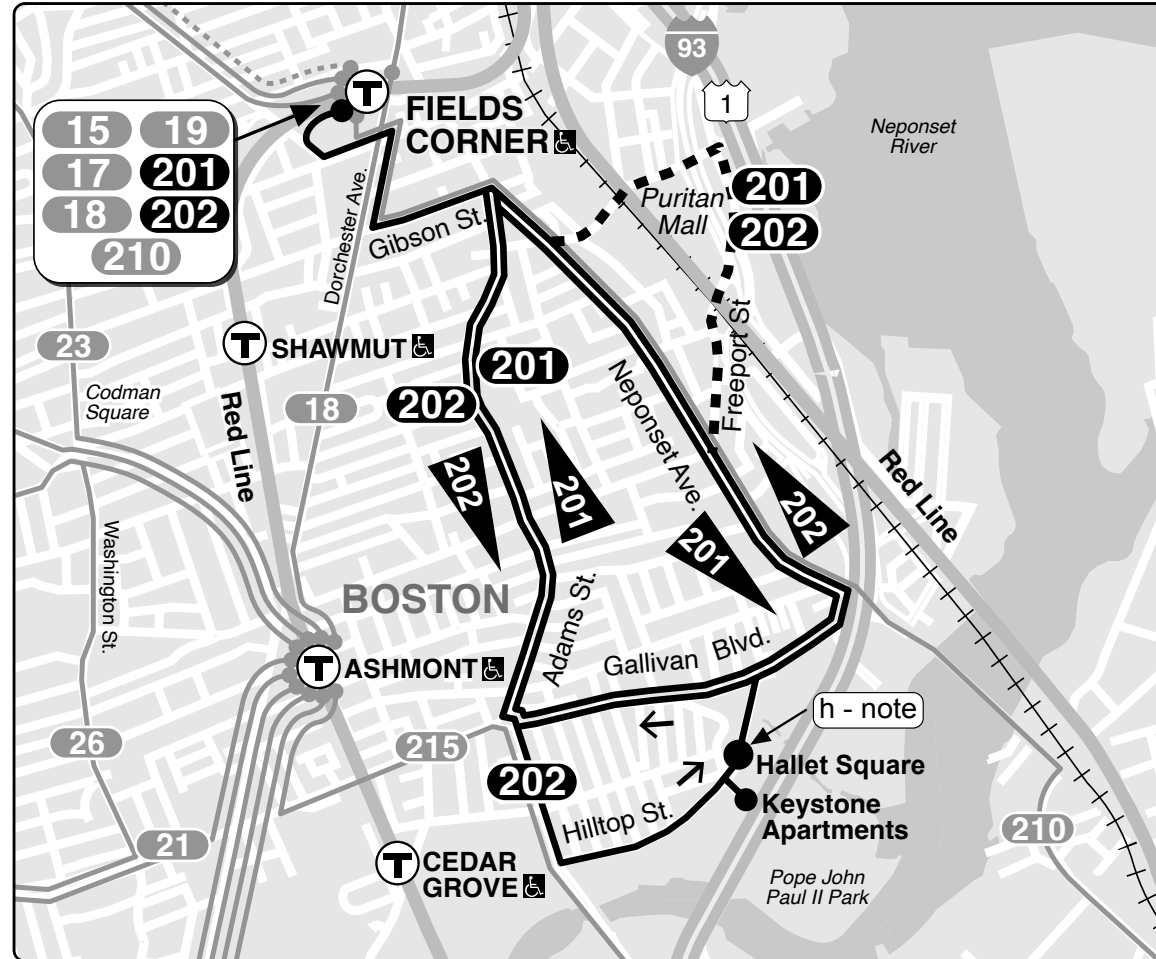 93
1
Neponset
River
T
FIELDS
CORNER
15 19
17 201
18 202
210
Puritan
Mall
201
202
Gibson St.
Dorchester Ave.
T SHAWMUT
23
Codman
Square
Red Line
18
201
202
Neponset Ave.
Freeport St
Red Line
202
201
201
202
Washington St.
BOSTON
Adams St.
Gallivan Blvd.
T ASHMONT
h - note
26
215
Hallet Square
202
Keystone
Apartments
Hilltop St.
210
21
T CEDAR
GROVE
Pope John
Paul II Park